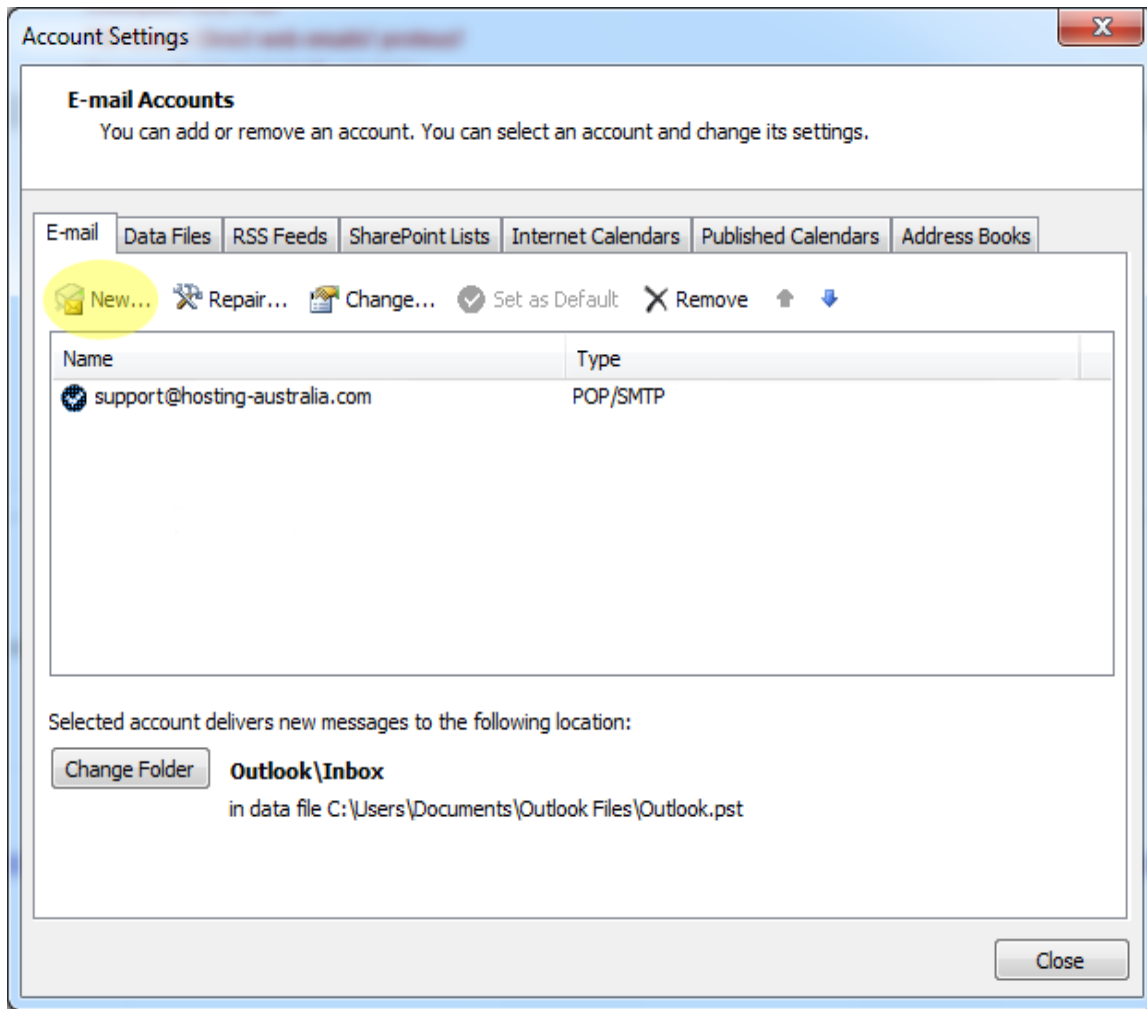 Account Settings
E-mail Accounts
You can add or remove an account. You can select an account and change its settings.
E-mail Data Files RSS Feeds SharePoint Lists Internet Calendars Published Calendars Address Books
New... Repair... Change... Set as Default Remove
Name Type
support@hosting-australia.com POP/SMTP
Selected account delivers new messages to the following location:
Change Folder Outlook\Inbox
in data file C:\Users\Documents\Outlook Files\Outlook.pst
Close